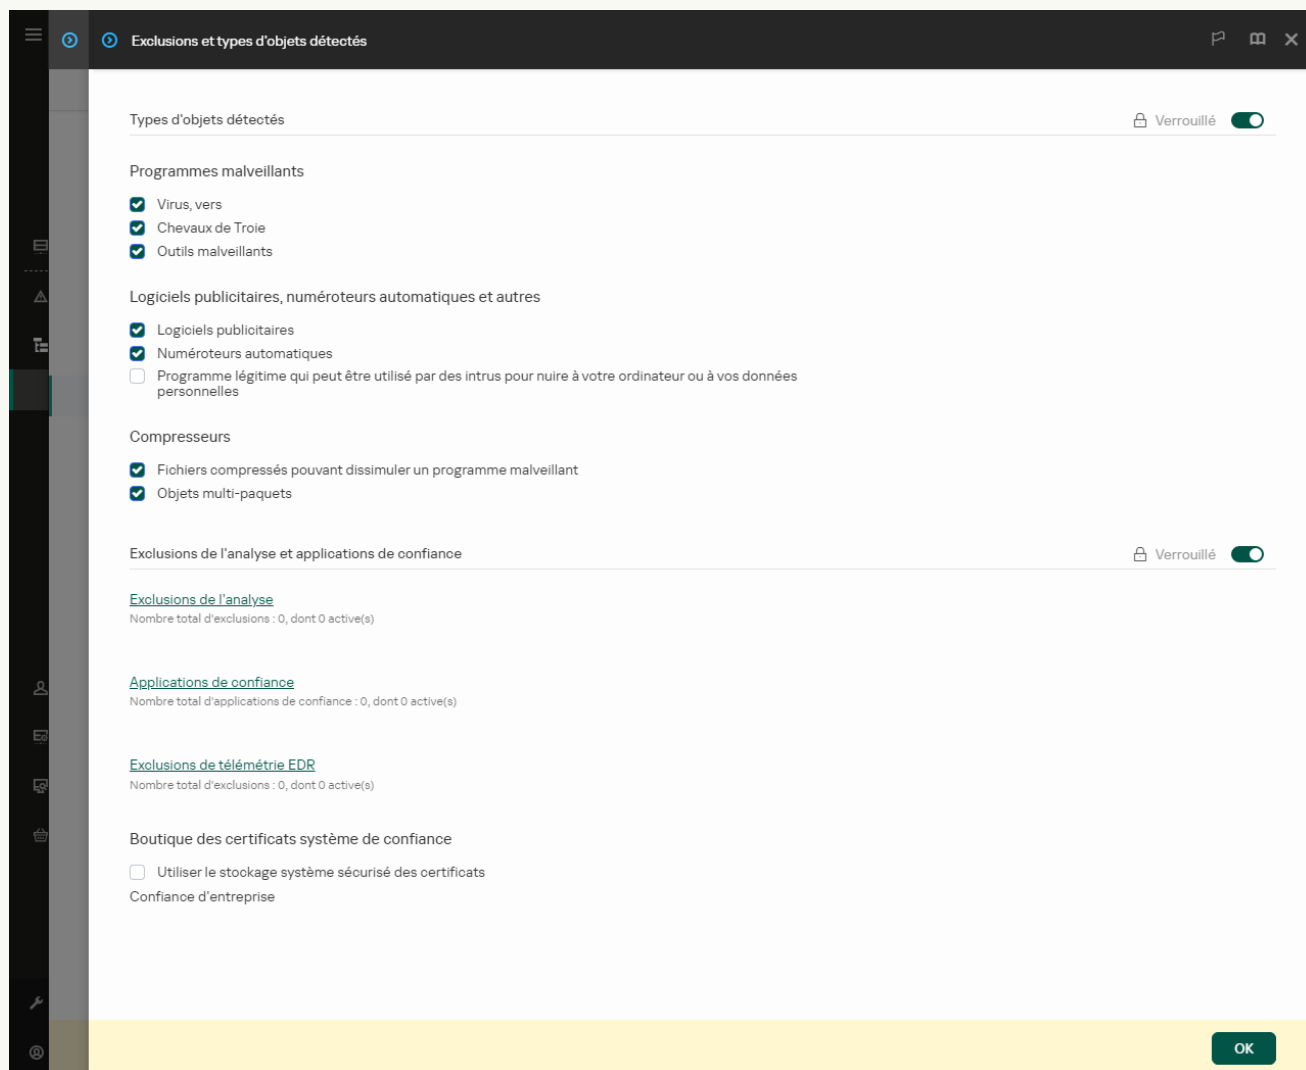 Exclusions et types d'objets détectés
Types d'objets détectés
Verrouillé
Programmes malveillants
Virus, vers
Chevaux de Troie
Outils malveillants
Logiciels publicitaires, numéroteurs automatiques et autres
Logiciels publicitaires
Numéroteurs automatiques
Programme légitime qui peut être utilisé par des intrus pour nuire à votre ordinateur ou à vos données
personnelles
Compresseurs
Fichiers compressés pouvant dissimuler un programme malveillant
Objets multi-paquets
Exclusions de l'analyse et applications de confiance
Verrouillé
Exclusions de l'analyse
Nombre total d'exclusions : 0, dont 0 active(s)
Applications de confiance
Nombre total d'applications de confiance : 0, dont 0 active(s)
Exclusions de télémétrie EDR
Nombre total d'exclusions : 0, dont 0 active(s)
Boutique des certificats système de confiance
Utiliser le stockage système sécurisé des certificats
Confiance d'entreprise
OK